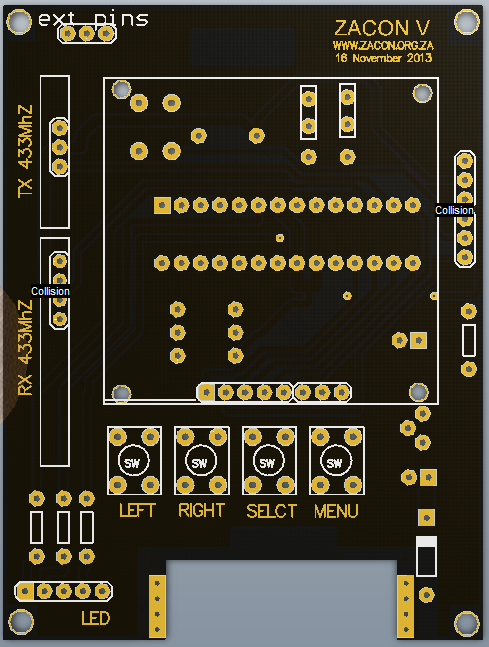 ext pins
ZACON V
WWW.ZACON.ORG.ZA
16 November 2013
TX 433MhZ
Collision
Collision
RX 433MhZ
SW
SW
SW
SW
LEFT
RIGHT
SELCT
MENU
LED